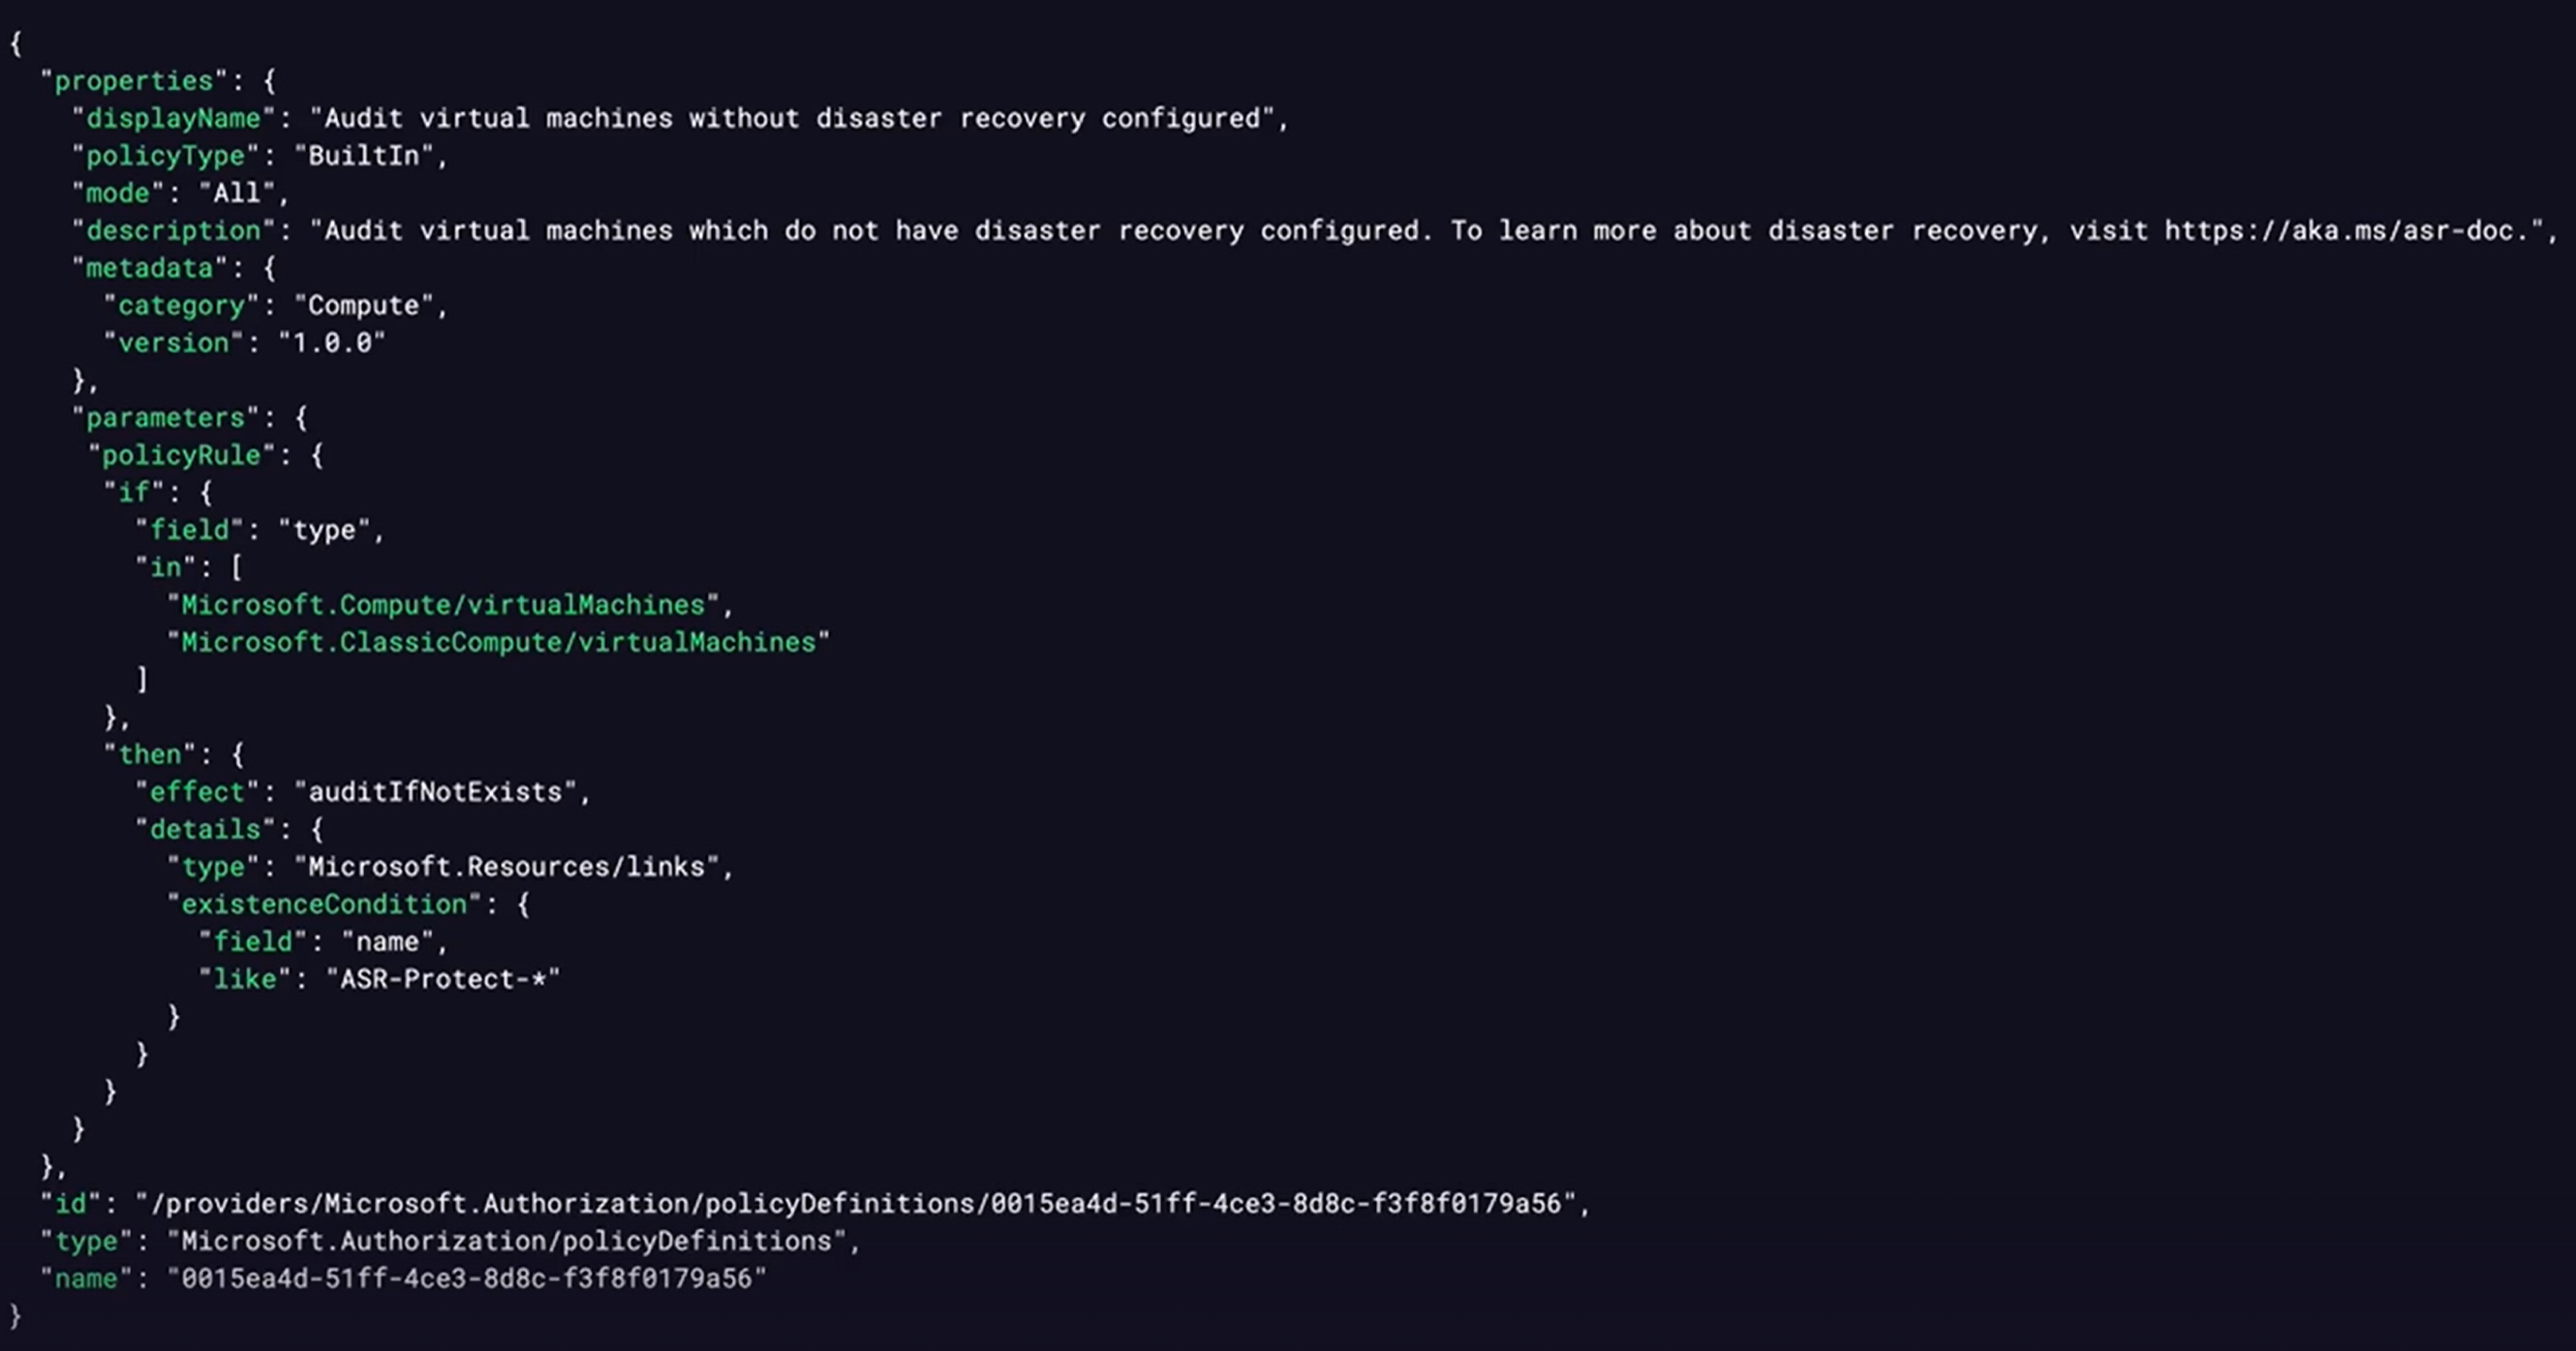 {
"properties": {
"displayName": "Audit virtual machines without disaster recovery configured",
"policyType": "BuiltIn",
"mode": "All",
"description": "Audit virtual machines which do not have disaster recovery configured. To learn more about disaster recovery, visit https://aka.ms/asr-doc.",
"metadata": {
"category": "Compute",
"version": "1.0.0"
},
"parameters": {
"policyRule": {
"if": {
"field": "type",
"in": [
"Microsoft.Compute/virtualMachines",
"Microsoft.ClassicCompute/virtualMachines"
]
},
"then": {
"effect": "auditIfNotExists",
"details": {
"type": "Microsoft.Resources/links",
"existenceCondition": {
"field": "name",
"like": "ASR-Protect-*"
}
}
}
}
},
"id": "/providers/Microsoft.Authorization/policyDefinitions/0015ea4d-51ff-4ce3-8d8c-f3f8f0179a56",
"type": "Microsoft.Authorization/policyDefinitions",
"name": "0015ea4d-51ff-4ce3-8d8c-f3f8f0179a56"
}